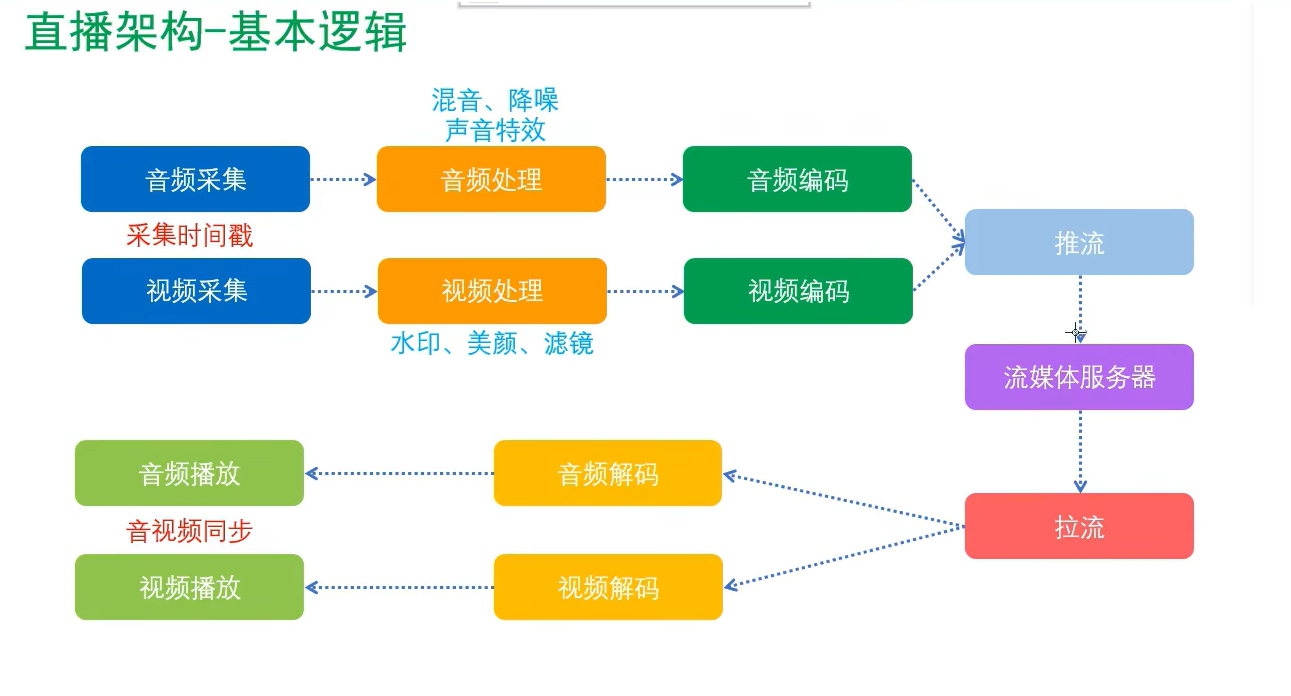 直播架构-基本逻辑
混音、降噪
声音特效
音频采集
音频处理
音频编码
采集时间戳
推流
视频采集
视频处理
视频编码
水印、美颜、滤镜
流媒体服务器
音频播放
音频解码
音视频同步
拉流
视频播放
视频解码